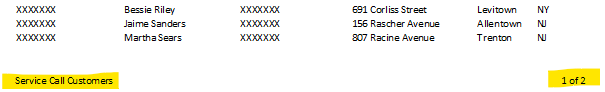 XXXXXXX Bessie Riley XXXXXXX 691 Corliss Street Levitown NY
XXXXXXX Jaime Sanders XXXXXXX 156 Rascher Avenue Allentown NJ
XXXXXXX Martha Sears XXXXXXX 807 Racine Avenue Trenton NJ
Service Call Customers 1 of 2